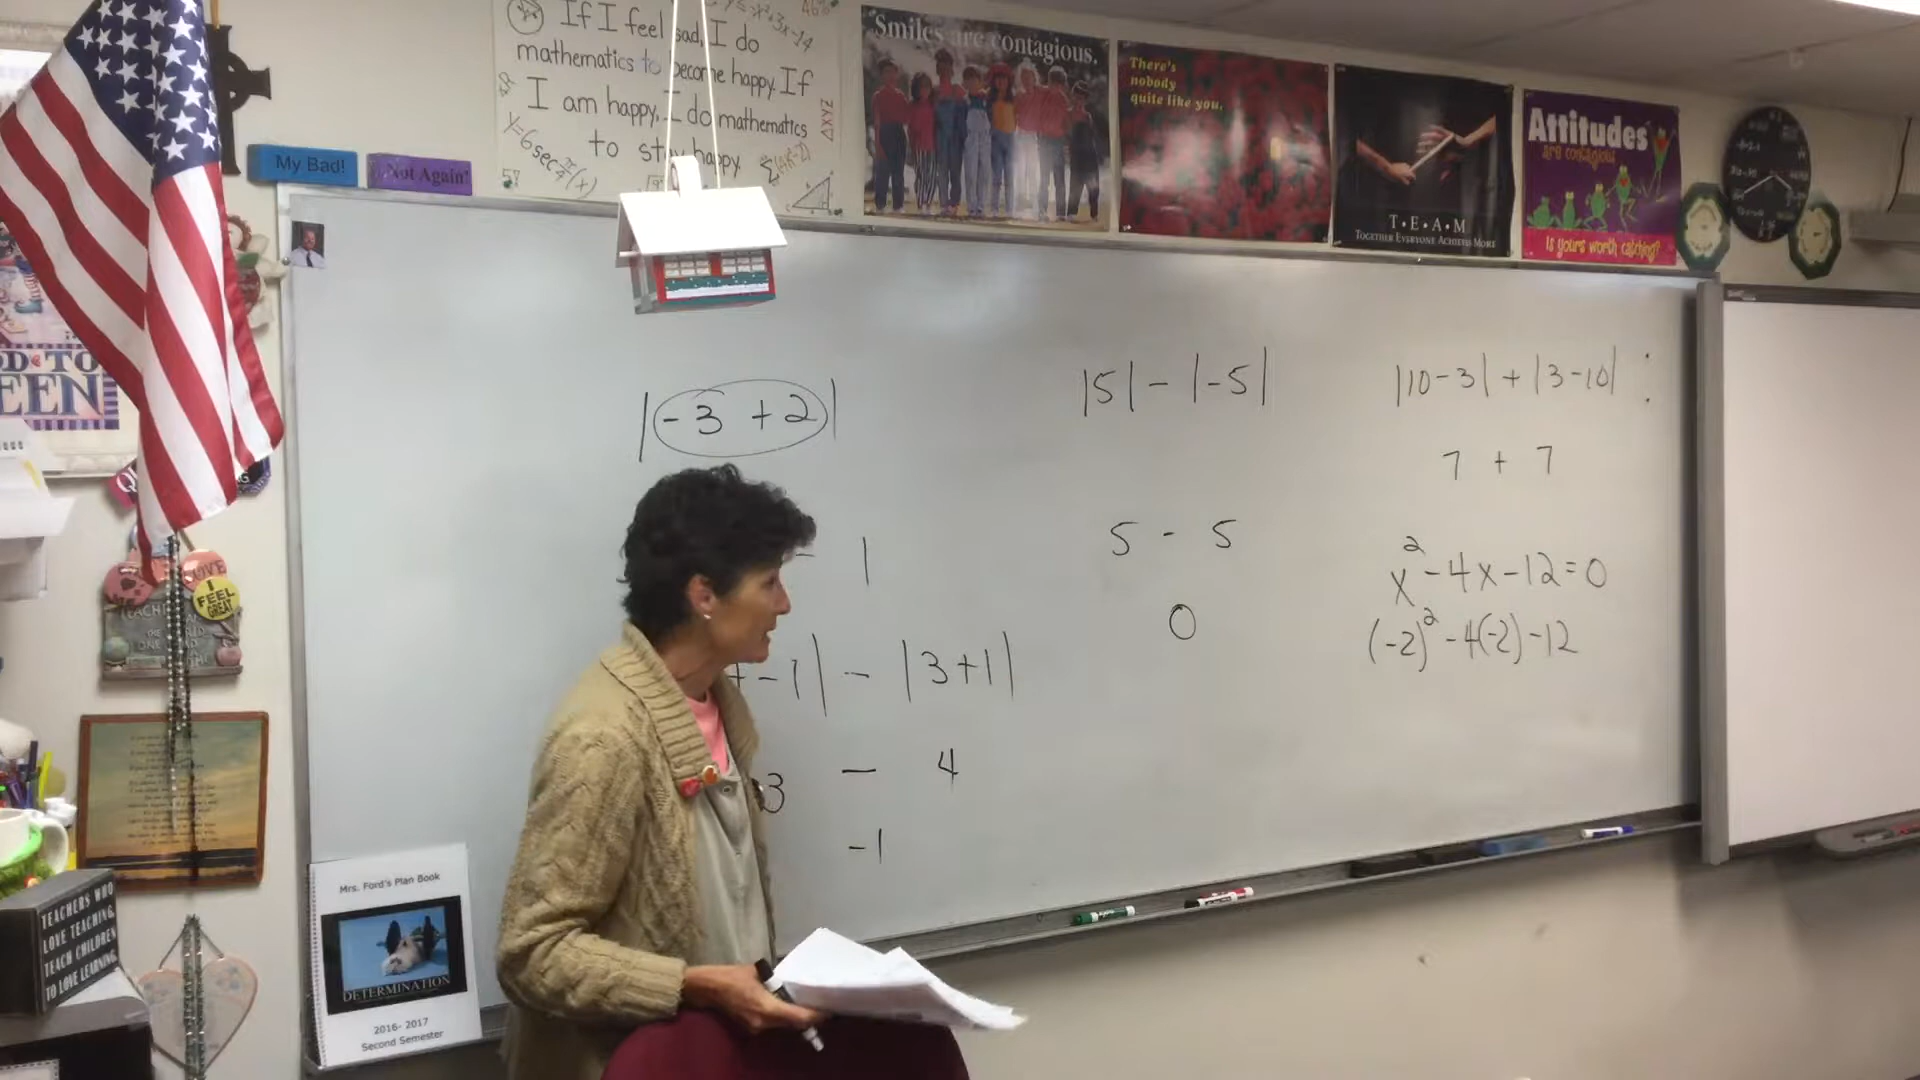 If I feel sad, I do
mathematics to become happy. If
I am happy, I do mathematics
to stay happy.
My Bad!
Not Again!
Smiles are contagious.
There's
nobody
quite like you.
T•E•A•M
TOGETHER EVERYONE ACHIEVES MORE
Attitudes
are contagious
Is yours worth catching?
|-3 + 2|
1
+-1| - |3+1|
3 - 4
-1
|5| - |-5|
5 - 5
0
|10-3| + |3-10|
7 + 7
x² - 4x - 12 = 0
(-2)² - 4(-2) - 12
LOVE
I
FEEL
GREAT
TEACHERS WHO
LOVE TEACHING,
TEACH CHILDREN
TO LOVE LEARNING.
Mrs. Ford's Plan Book
DETERMINATION
2016- 2017
Second Semester